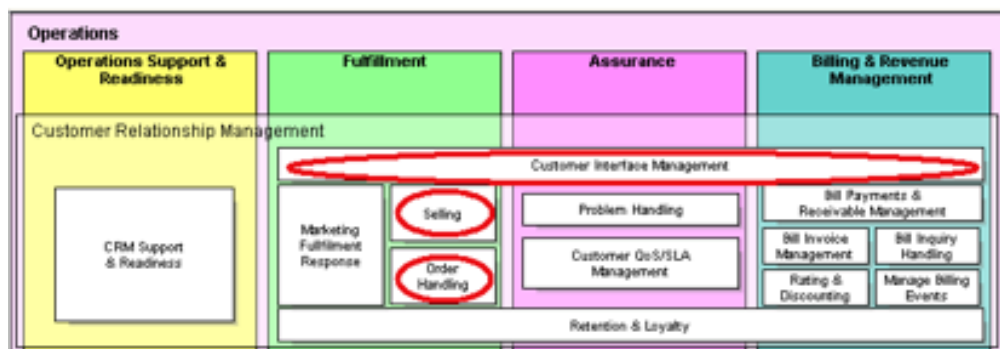 Operations
Operations Support &
Readiness
Fulfillment
Assurance
Billing & Revenue
Management
Customer Relationship Management
Customer Interface Management
CRM Support
& Readiness
Marketing
Fulfillment
Response
Selling
Order
Handling
Problem Handling
Customer QoS/SLA
Management
Bill Payments &
Receivable Management
Bill Invoice
Management
Bill Inquiry
Handling
Rating &
Discounting
Manage Billing
Events
Retention & Loyalty